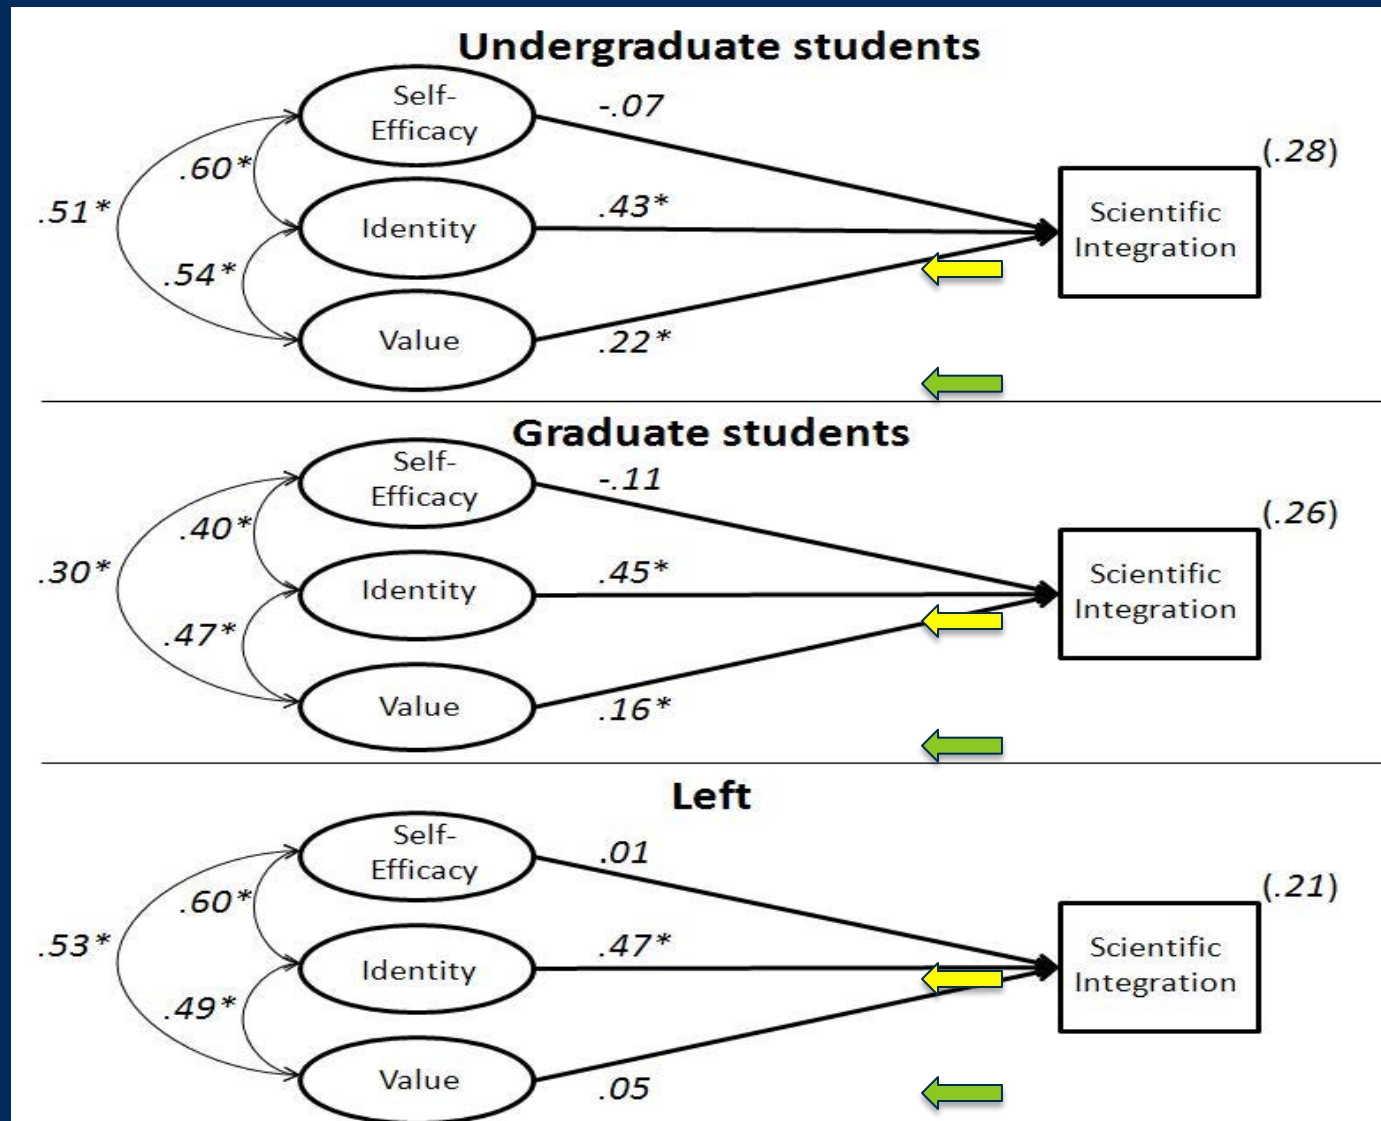 Undergraduate students
Self-
Efficacy
-.07
(.28)
.60*
.51*
Identity
.43*
Scientific
Integration
.54*
Value
.22*
Graduate students
Self-
Efficacy
-.11
(.26)
.40*
.30*
Identity
.45*
Scientific
Integration
.47*
Value
.16*
Left
Self-
Efficacy
.01
(.21)
.60*
.53*
Identity
.47*
Scientific
Integration
.49*
Value
.05